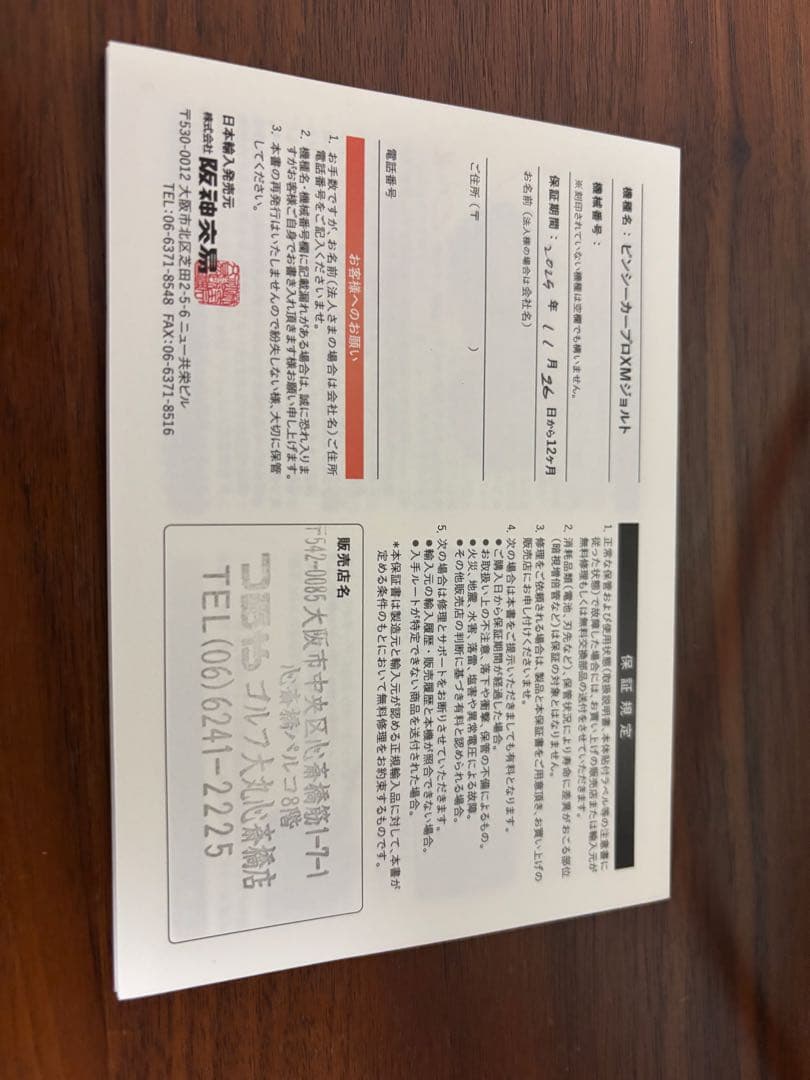 機種名：ピンシーカープロXMジョルト
機械番号：
※刻印されていない機種は空欄でも構いません。
保証期間：2025年11月26日から12ヶ月
お名前（法人様の場合は会社名）
ご住所（〒　　　　）
電話番号
お客様へのお願い
1. お手数ですが、お名前（法人さまの場合は会社名）ご住所
電話番号をご記入くださいませ。
2. 機種名・機械番号欄に記載漏れがある場合は、誠に恐れ入りま
すがお客様ご自身でお書き入れ頂きます様お願い申し上げます。
3. 本書の再発行はいたしませんので紛失しない様、大切に保管
してください。
日本輸入発売元
株式会社 阪神交易
〒530-0012 大阪市北区芝田2-5-6 ニュー共栄ビル
TEL:06-6371-8548 FAX:06-6371-8516
保証規定
1. 正常な保管および使用状態（取扱説明書、本体貼付ラベル等の注意書に
従った状態）で故障した場合には、お買い上げの販売店または輸入元が
無料修理もしくは無料交換部品の送付をさせていただきます。
2. 消耗品類（電池、刃先など）、保管状況により寿命に差異がおこる部位
（暗視増倍管など）は保証の対象とはなりません。
3. 修理をご依頼される場合は、製品と本保証書をご用意頂き、お買い上げの
販売店にお申し付けくださいませ。
4. 次の場合は本書をご提示いただきましても有料となります。
●ご購入日から保証期間が経過した場合。
●お取扱い上の不注意、落下や衝撃、保管の不備によるもの。
●火災、地震、水害、落雷、塩害や異常電圧による故障。
●その他販売店の判断に基づき有料と認められる場合。
5. 次の場合は修理とサポートをお断りさせていただきます。
●輸入元の輸入履歴・販売履歴と本機が照合できない場合。
●入手ルートが特定できない商品を送付された場合。
*本保証書は製造元と輸入元が認める正規輸入品に対して、本書が
定める条件のもとにおいて無料修理をお約束するものです。
販売店名
〒542-0085 大阪市中央区心斎橋筋1-7-1
心斎橋パルコ8階
つるや ゴルフ大丸心斎橋店
TEL(06)6241-2225